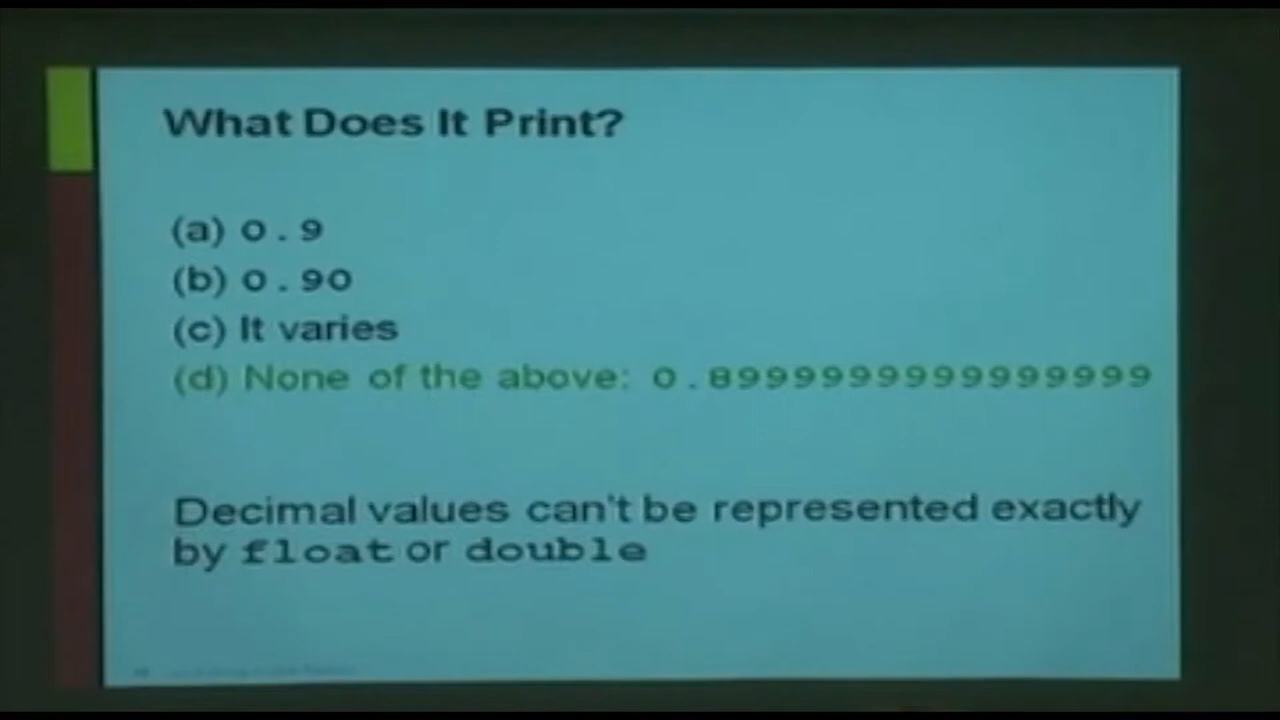 What Does It Print?
(a) 0.9
(b) 0.90
(c) It varies
(d) None of the above: 0.8999999999999999
Decimal values can't be represented exactly
by float or double